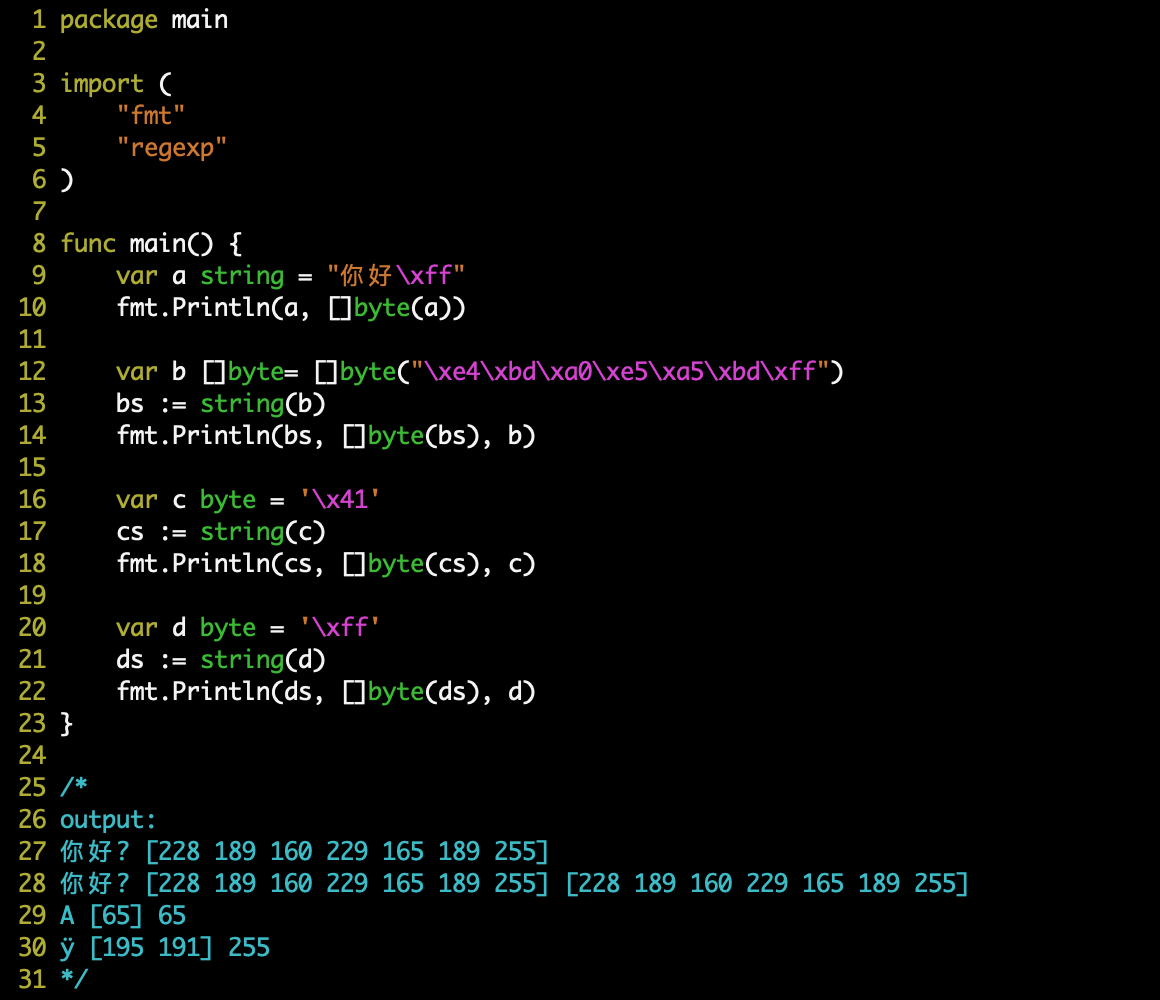 1 package main
2
3 import (
4     "fmt"
5     "regexp"
6 )
7
8 func main() {
9     var a string = "你好\xff"
10     fmt.Println(a, []byte(a))
11
12     var b []byte= []byte("\xe4\xbd\xa0\xe5\xa5\xbd\xff")
13     bs := string(b)
14     fmt.Println(bs, []byte(bs), b)
15
16     var c byte = '\x41'
17     cs := string(c)
18     fmt.Println(cs, []byte(cs), c)
19
20     var d byte = '\xff'
21     ds := string(d)
22     fmt.Println(ds, []byte(ds), d)
23 }
24
25 /*
26 output:
27 你好? [228 189 160 229 165 189 255]
28 你好? [228 189 160 229 165 189 255] [228 189 160 229 165 189 255]
29 A [65] 65
30 ÿ [195 191] 255
31 */